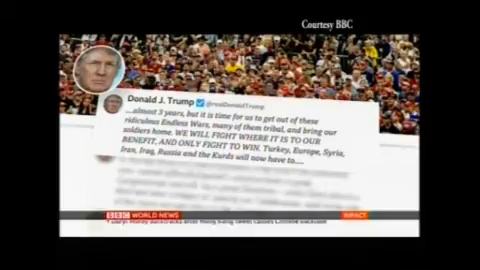 Courtesy BBC
Donald J. Trump @realDonaldTrump
....almost 3 years, but it is time for us to get out of these
ridiculous Endless Wars, many of them tribal, and bring our
soldiers home. WE WILL FIGHT WHERE IT IS TO OUR
BENEFIT, AND ONLY FIGHT TO WIN. Turkey, Europe, Syria,
Iran, Iraq, Russia and the Kurds will now have to.....
BBC WORLD NEWS IMPACT